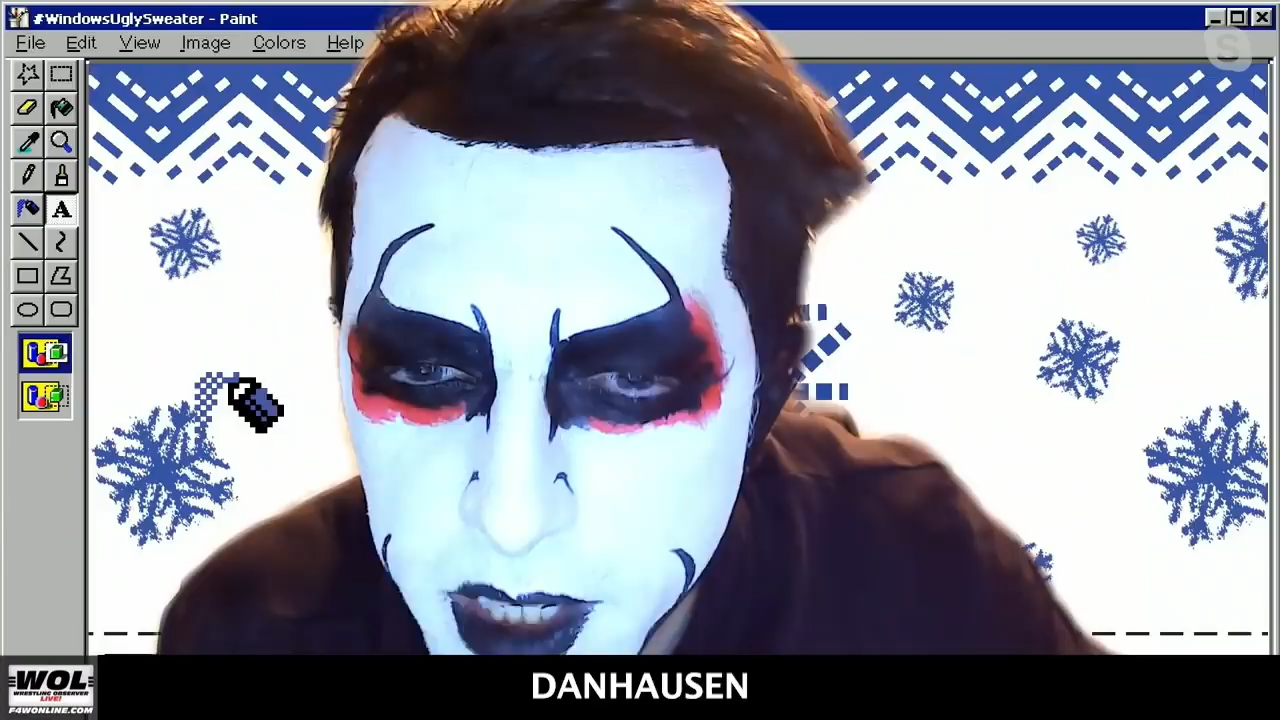 #WindowsUglySweater - Paint
File Edit View Image Colors Help
S
A
WOL
WRESTLING OBSERVER
LIVE!
F4WONLINE.COM
DANHAUSEN